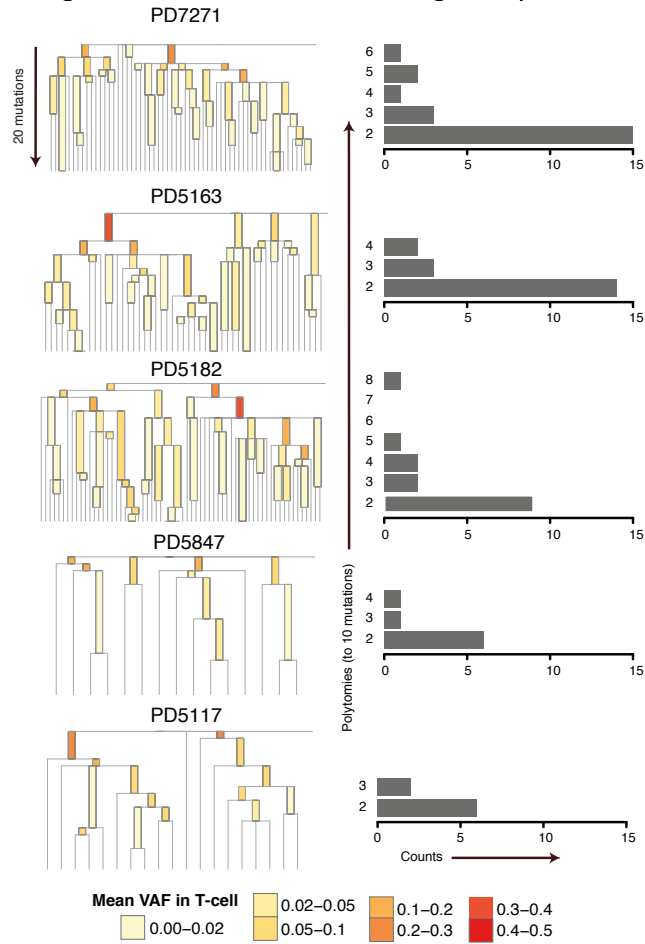 PD7271
20 mutations
6
5
4
3
2
0 5 10 15
PD5163
4
3
2
0 5 10 15
PD5182
8
7
6
5
4
3
2
0 5 10 15
PD5847
Polytomies (to 10 mutations)
4
3
2
0 5 10 15
PD5117
3
2
0 5 10 15
Counts
Mean VAF in T-cell
0.00–0.02
0.02–0.05
0.05–0.1
0.1–0.2
0.2–0.3
0.3–0.4
0.4–0.5